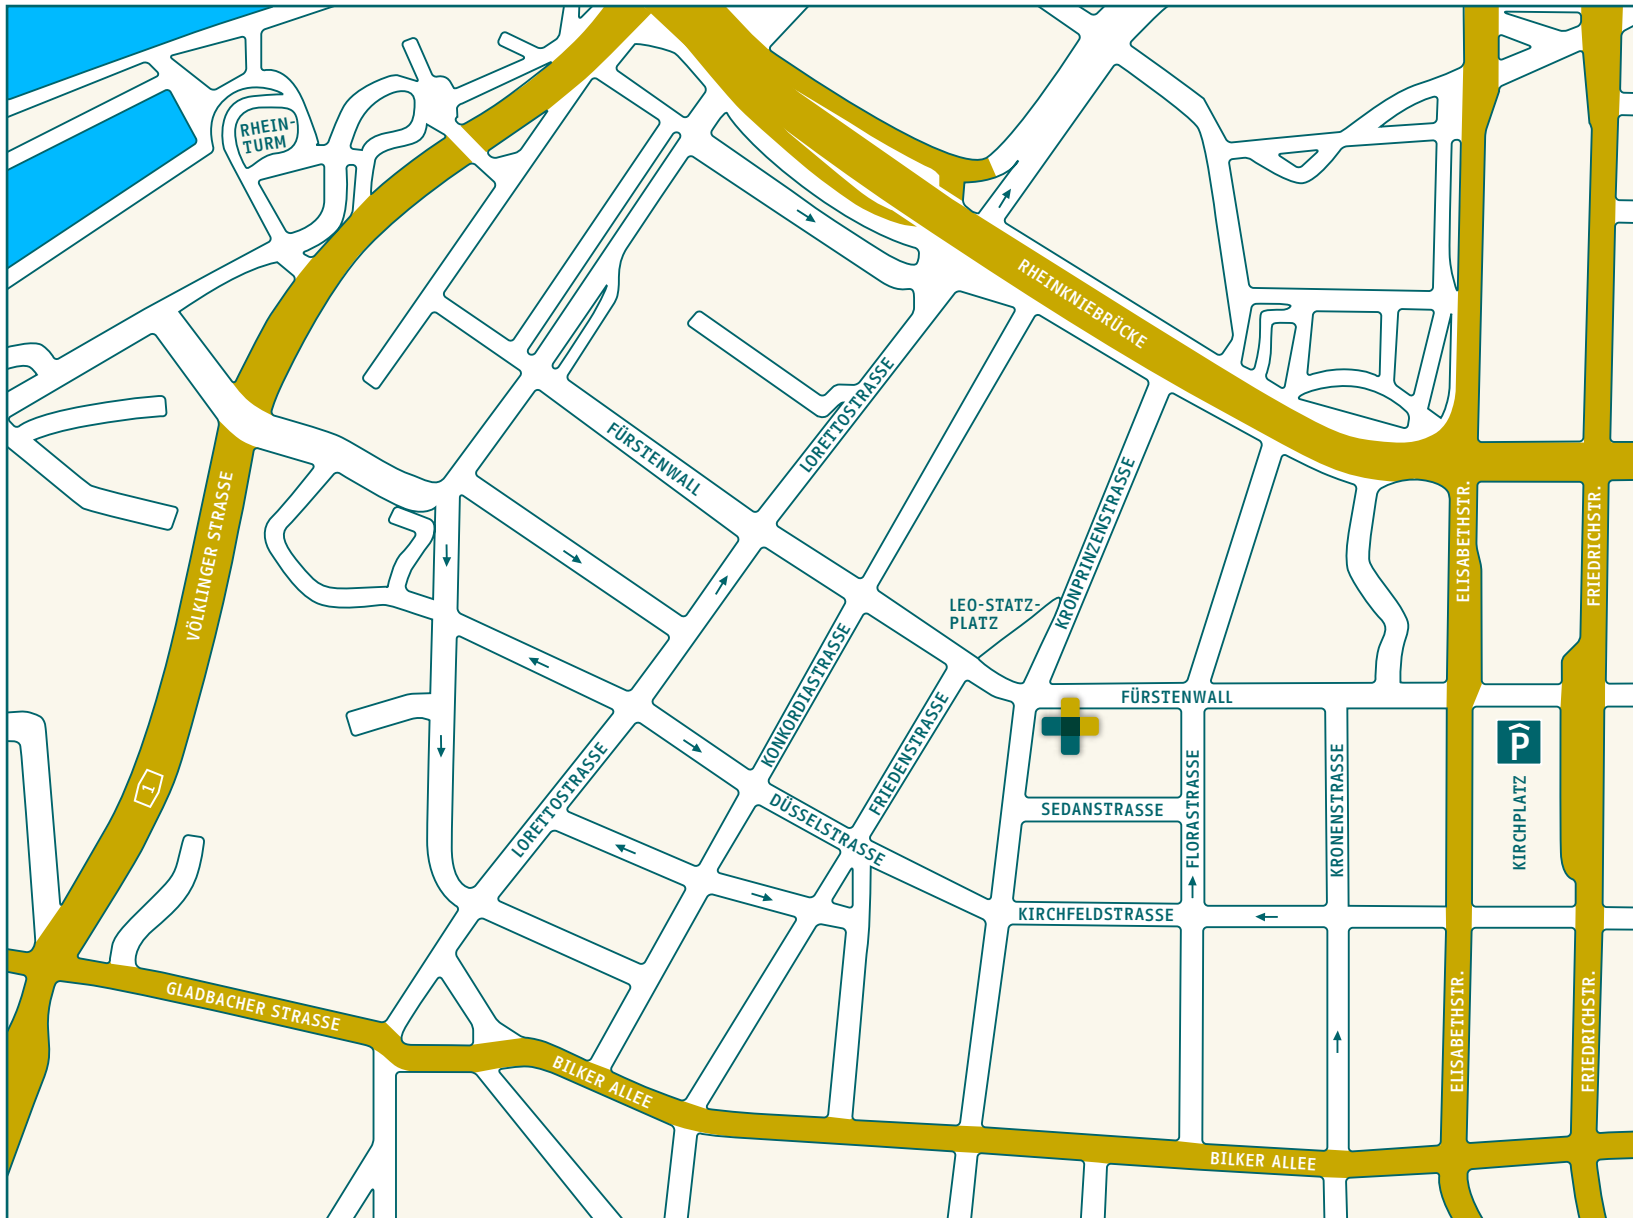 RHEIN-
TURM
RHEINKNIEBRÜCKE
LORETTOSTRASSE
FÜRSTENWALL
VÖLKLINGER STRASSE
KRONPRINZENSTRASSE
ELISABETHSTR.
FRIEDRICHSTR.
LEO-STATZ-
PLATZ
KONKORDIASTRASSE
FRIEDENSTRASSE
FÜRSTENWALL
P
KIRCHPLATZ
1
LORETTOSTRASSE
DÜSSELSTRASSE
SEDANSTRASSE
FLORASTRASSE
KRONENSTRASSE
KIRCHFELDSTRASSE
GLADBACHER STRASSE
ELISABETHSTR.
FRIEDRICHSTR.
BILKER ALLEE
BILKER ALLEE